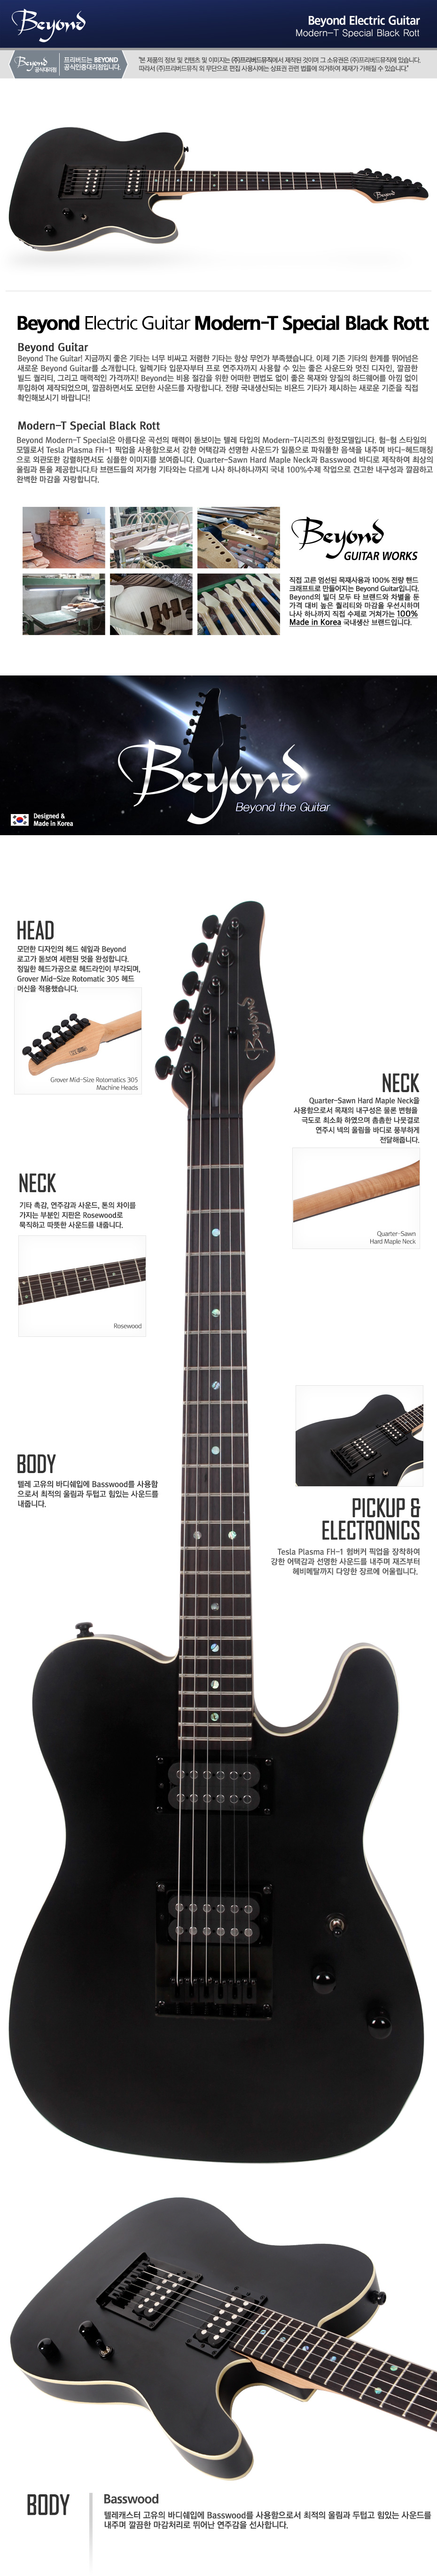 Beyond
Beyond Electric Guitar
Modern-T Special Black Rott
Beyond
공식대리점
프리버드는 BEYOND
공식인증대리점입니다.
"본 제품의 정보 및 컨텐츠 및 이미지는 (주)프리버드뮤직에서 제작된 것이며 그 소유권은 (주)프리버드뮤직에 있습니다.
따라서 (주)프리버드뮤직 외 무단으로 편집 사용시에는 상표권 관련 법률에 의거하여 제재가 가해질 수 있습니다."
Beyond
Beyond Electric Guitar Modern-T Special Black Rott
Beyond Guitar
Beyond The Guitar! 지금까지 좋은 기타는 너무 비싸고 저렴한 기타는 항상 무언가 부족했습니다. 이제 기존 기타의 한계를 뛰어넘은
새로운 Beyond Guitar를 소개합니다. 일렉기타 입문자부터 프로 연주자까지 사용할 수 있는 좋은 사운드와 멋진 디자인, 깔끔한
빌드 퀄리티, 그리고 매력적인 가격까지! Beyond는 비용 절감을 위한 어떠한 편법도 없이 좋은 목재와 양질의 하드웨어를 아낌 없이
투입하여 제작되었으며, 깔끔하면서도 모던한 사운드를 자랑합니다. 전량 국내생산되는 비욘드 기타가 제시하는 새로운 기준을 직접
확인해보시기 바랍니다!
Modern-T Special Black Rott
Beyond Modern-T Special은 아름다운 곡선의 매력이 돋보이는 텔레 타입의 Modern-T시리즈의 한정모델입니다. 험-험 스타일의
모델로서 Tesla Plasma FH-1 픽업을 사용함으로서 강한 어택감과 선명한 사운드가 일품으로 파워풀한 음색을 내주며 바디-헤드매칭
으로 외관또한 강렬하면서도 심플한 이미지를 보여줍니다. Quarter-Sawn Hard Maple Neck과 Basswood 바디로 제작하여 최상의
울림과 톤을 제공합니다.타 브랜드들의 저가형 기타와는 다르게 나사 하나하나까지 국내 100%수제 작업으로 견고한 내구성과 깔끔하고
완벽한 마감을 자랑합니다.
Beyond
GUITAR WORKS
직접 고른 엄선된 목재사용과 100% 전량 핸드
크래프트로 만들어지는 Beyond Guitar입니다.
Beyond의 빌더 모두 타 브랜드와 차별을 둔
가격 대비 높은 퀄리티와 마감을 우선시하며
나사 하나까지 직접 수제로 거쳐가는 100%
Made in Korea 국내생산 브랜드입니다.
Beyond
Beyond the Guitar
Designed &
Made in Korea
HEAD
모던한 디자인의 헤드 쉐입과 Beyond
로고가 돋보여 세련된 멋을 완성합니다.
정밀한 헤드가공으로 헤드라인이 부각되며,
Grover Mid-Size Rotomatic 305 헤드
머신을 적용했습니다.
Grover Mid-Size Rotomatics 305
Machine Heads
Beyond
NECK
Quarter-Sawn Hard Maple Neck을
사용함으로서 목재의 내구성은 물론 변형을
극도로 최소화 하였으며 촘촘한 나뭇결로
연주시 넥의 울림을 바디로 풍부하게
전달해줍니다.
Quarter-Sawn
Hard Maple Neck
NECK
기타 촉감, 연주감과 사운드, 톤의 차이를
가지는 부분인 지판은 Rosewood로
묵직하고 따뜻한 사운드를 내줍니다.
Rosewood
BODY
텔레 고유의 바디쉐입에 Basswood를 사용함
으로서 최적의 울림과 두텁고 힘있는 사운드를
내줍니다.
PICKUP &
ELECTRONICS
Tesla Plasma FH-1 험버커 픽업을 장착하여
강한 어택감과 선명한 사운드를 내주며 재즈부터
헤비메탈까지 다양한 장르에 어울립니다.
BODY
Basswood
텔레캐스터 고유의 바디쉐입에 Basswood를 사용함으로서 최적의 울림과 두텁고 힘있는 사운드를
내주며 깔끔한 마감처리로 뛰어난 연주감을 선사합니다.